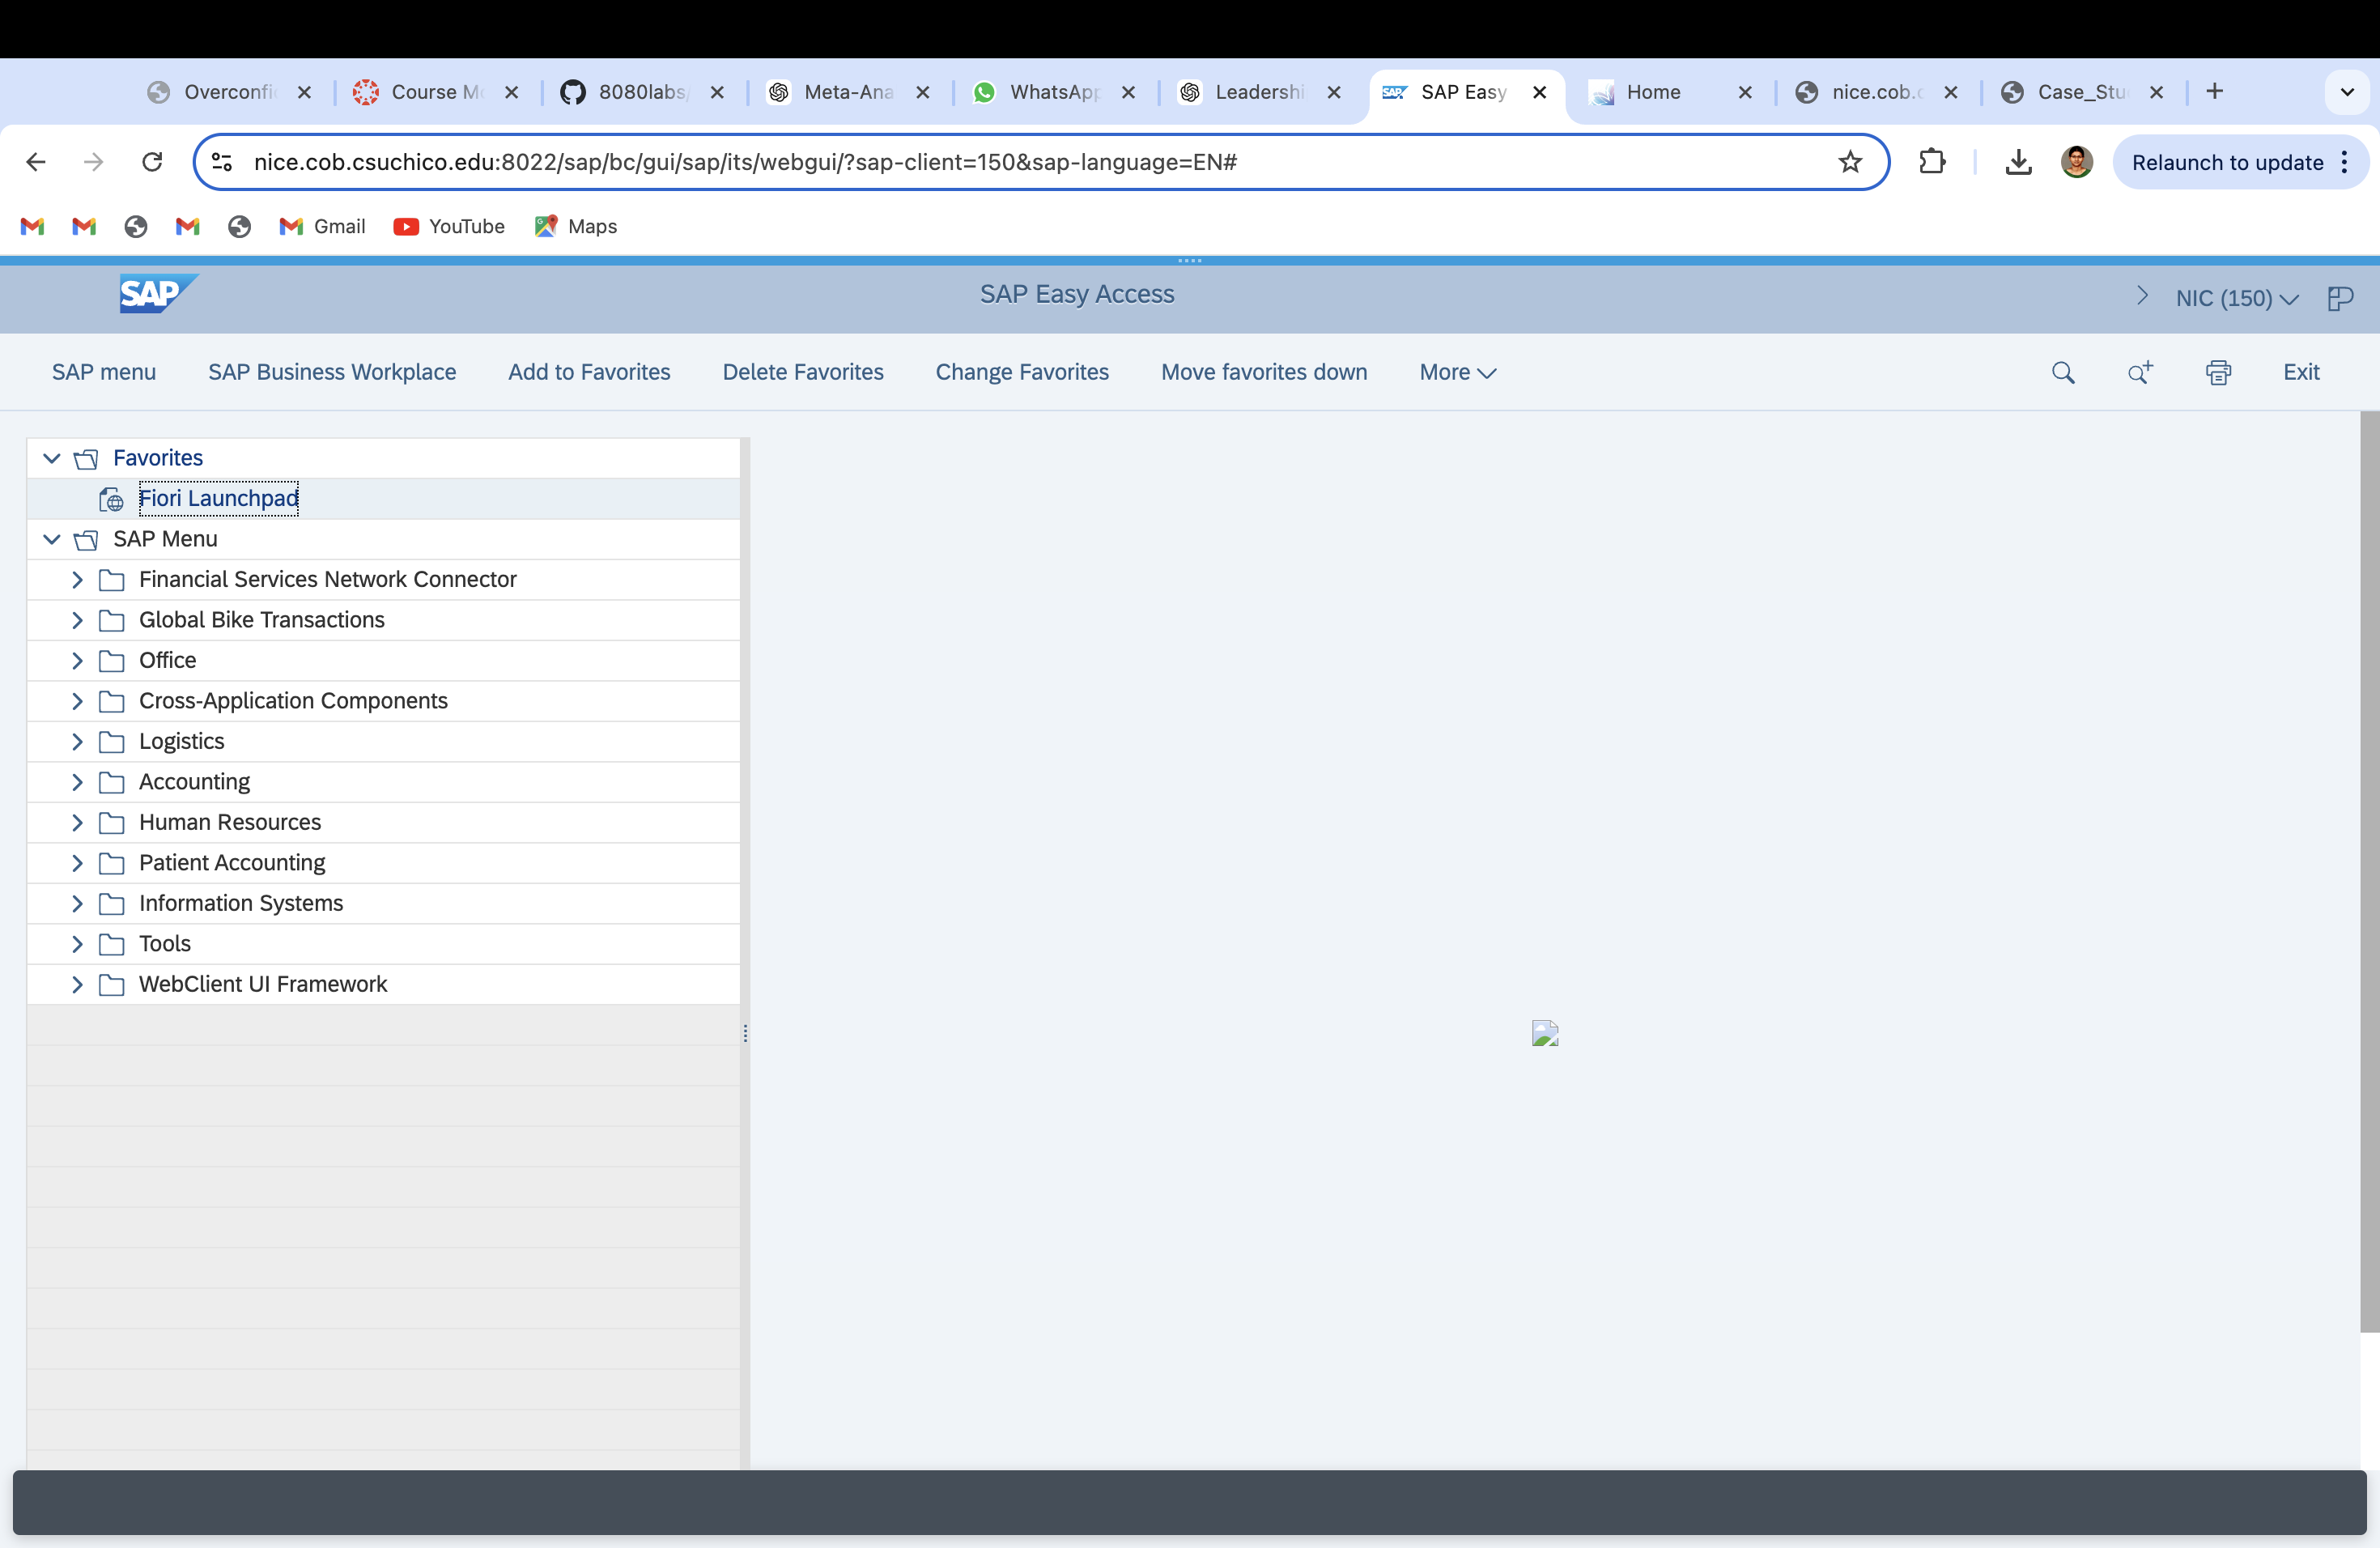 Overconfi
Course Mo
8080labs/
Meta-Ana
WhatsApp
Leadershi
SAP Easy
Home
nice.cob.c
Case_Stu
nice.cob.csuchico.edu:8022/sap/bc/gui/sap/its/webgui/?sap-client=150&sap-language=EN#
Relaunch to update
Gmail
YouTube
Maps
SAP
SAP Easy Access
NIC (150)
SAP menu
SAP Business Workplace
Add to Favorites
Delete Favorites
Change Favorites
Move favorites down
More
Exit
Favorites
Fiori Launchpad
SAP Menu
Financial Services Network Connector
Global Bike Transactions
Office
Cross-Application Components
Logistics
Accounting
Human Resources
Patient Accounting
Information Systems
Tools
WebClient UI Framework